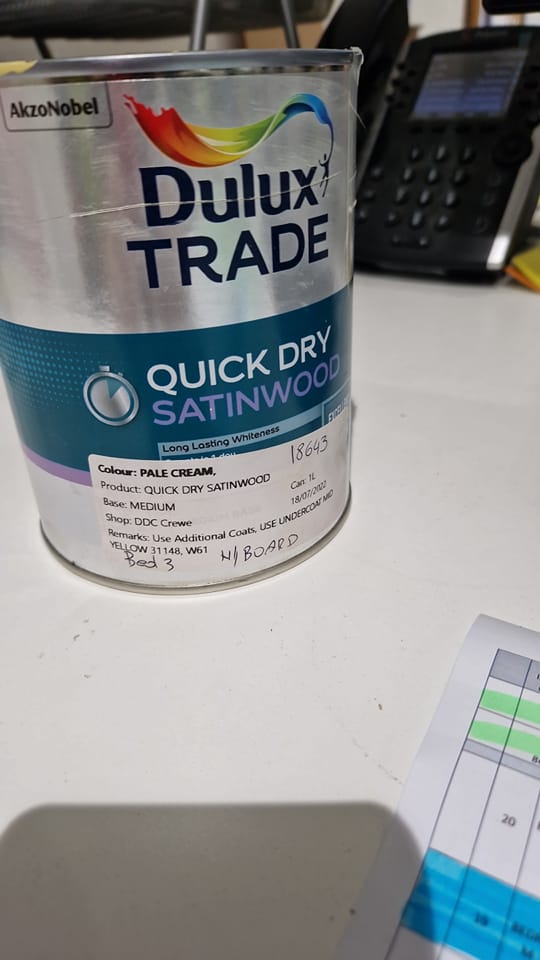 AkzoNobel
Dulux
TRADE
QUICK DRY
SATINWOOD
Long Lasting Whiteness
18643
Colour: PALE CREAM,
Product: QUICK DRY SATINWOOD
Can: 1L
Base: MEDIUM
18/07/2022
Shop: DDC Crewe
Remarks: Use Additional Coats, USE UNDERCOAT MID
YELLOW 31148, W61
Bed 3 N/BOARD
20
19